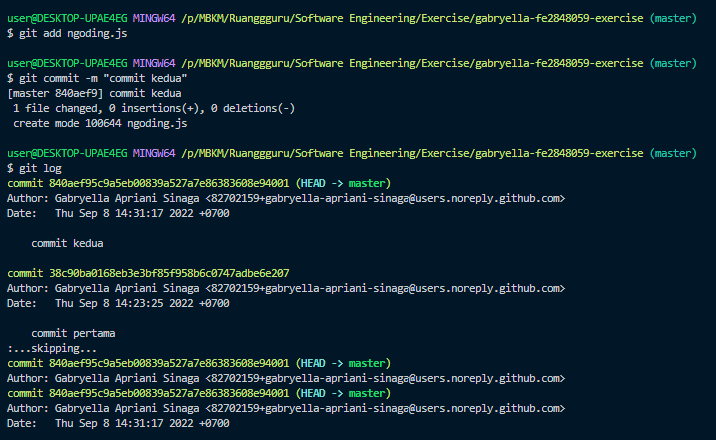 user@DESKTOP-UPAE4EG MINGW64 /p/MBKM/Ruanggguru/Software Engineering/Exercise/gabryella-fe2848059-exercise (master)
$ git add ngoding.js

user@DESKTOP-UPAE4EG MINGW64 /p/MBKM/Ruanggguru/Software Engineering/Exercise/gabryella-fe2848059-exercise (master)
$ git commit -m "commit kedua"
[master 840aef9] commit kedua
 1 file changed, 0 insertions(+), 0 deletions(-)
 create mode 100644 ngoding.js

user@DESKTOP-UPAE4EG MINGW64 /p/MBKM/Ruanggguru/Software Engineering/Exercise/gabryella-fe2848059-exercise (master)
$ git log
commit 840aef95c9a5eb00839a527a7e86383608e94001 (HEAD -> master)
Author: Gabryella Apriani Sinaga <82702159+gabryella-apriani-sinaga@users.noreply.github.com>
Date:   Thu Sep 8 14:31:17 2022 +0700

    commit kedua

commit 38c90ba0168eb3e3bf85f958b6c0747adbe6e207
Author: Gabryella Apriani Sinaga <82702159+gabryella-apriani-sinaga@users.noreply.github.com>
Date:   Thu Sep 8 14:23:25 2022 +0700

    commit pertama
:...skipping...
commit 840aef95c9a5eb00839a527a7e86383608e94001 (HEAD -> master)
Author: Gabryella Apriani Sinaga <82702159+gabryella-apriani-sinaga@users.noreply.github.com>
commit 840aef95c9a5eb00839a527a7e86383608e94001 (HEAD -> master)
Author: Gabryella Apriani Sinaga <82702159+gabryella-apriani-sinaga@users.noreply.github.com>
Date:   Thu Sep 8 14:31:17 2022 +0700